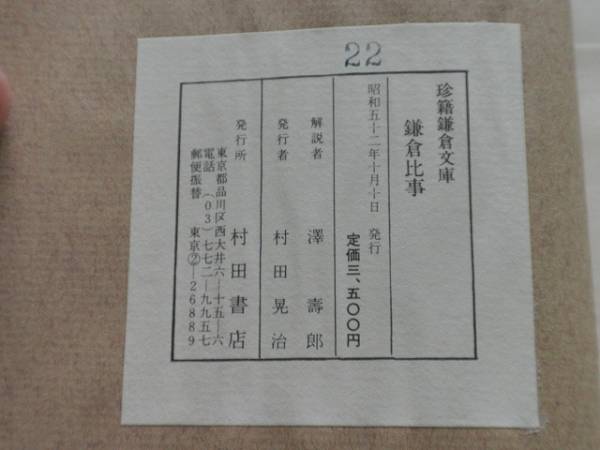 22
珍籍鎌倉文庫
鎌倉比事
昭和五十二年十月十日 発行
定価三、五〇〇円
解説者 澤壽郎
発行者 村田晃治
発行所 村田書店
東京都品川区西大井六—十五—六
電話(03)七七二—九九五七
郵便振替 東京②—26889